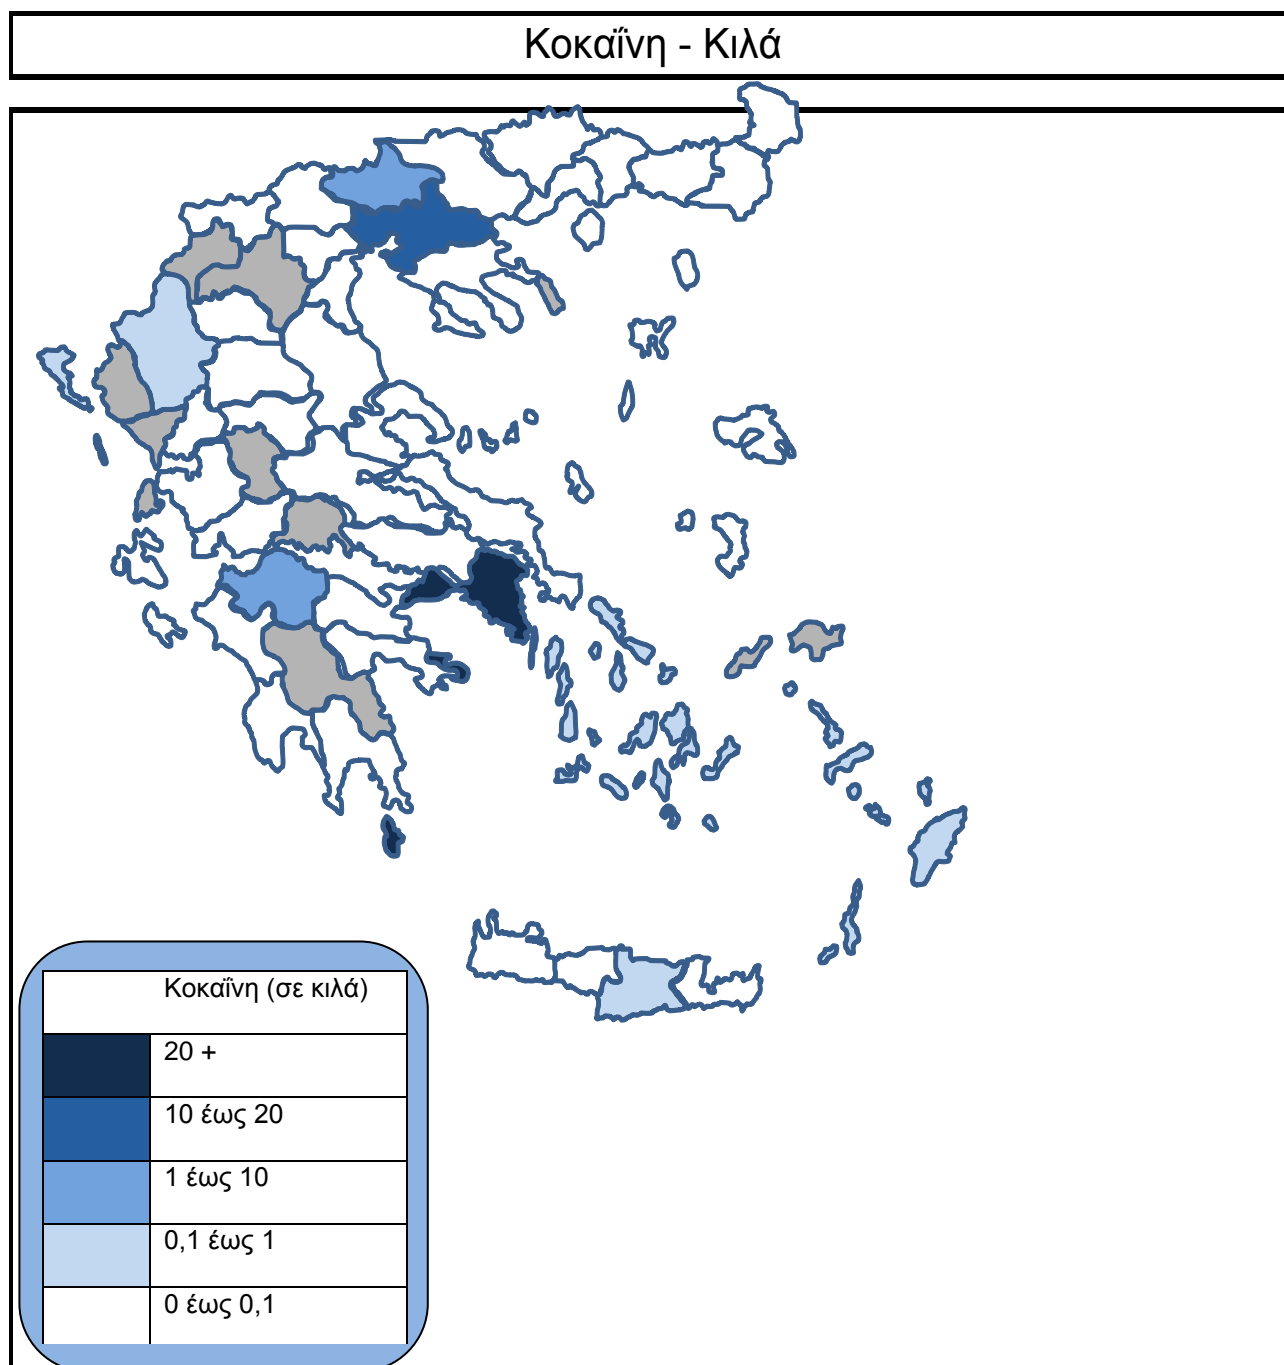 Κοκαΐνη - Κιλά
Κοκαΐνη (σε κιλά)
20 +
10 έως 20
1 έως 10
0,1 έως 1
0 έως 0,1